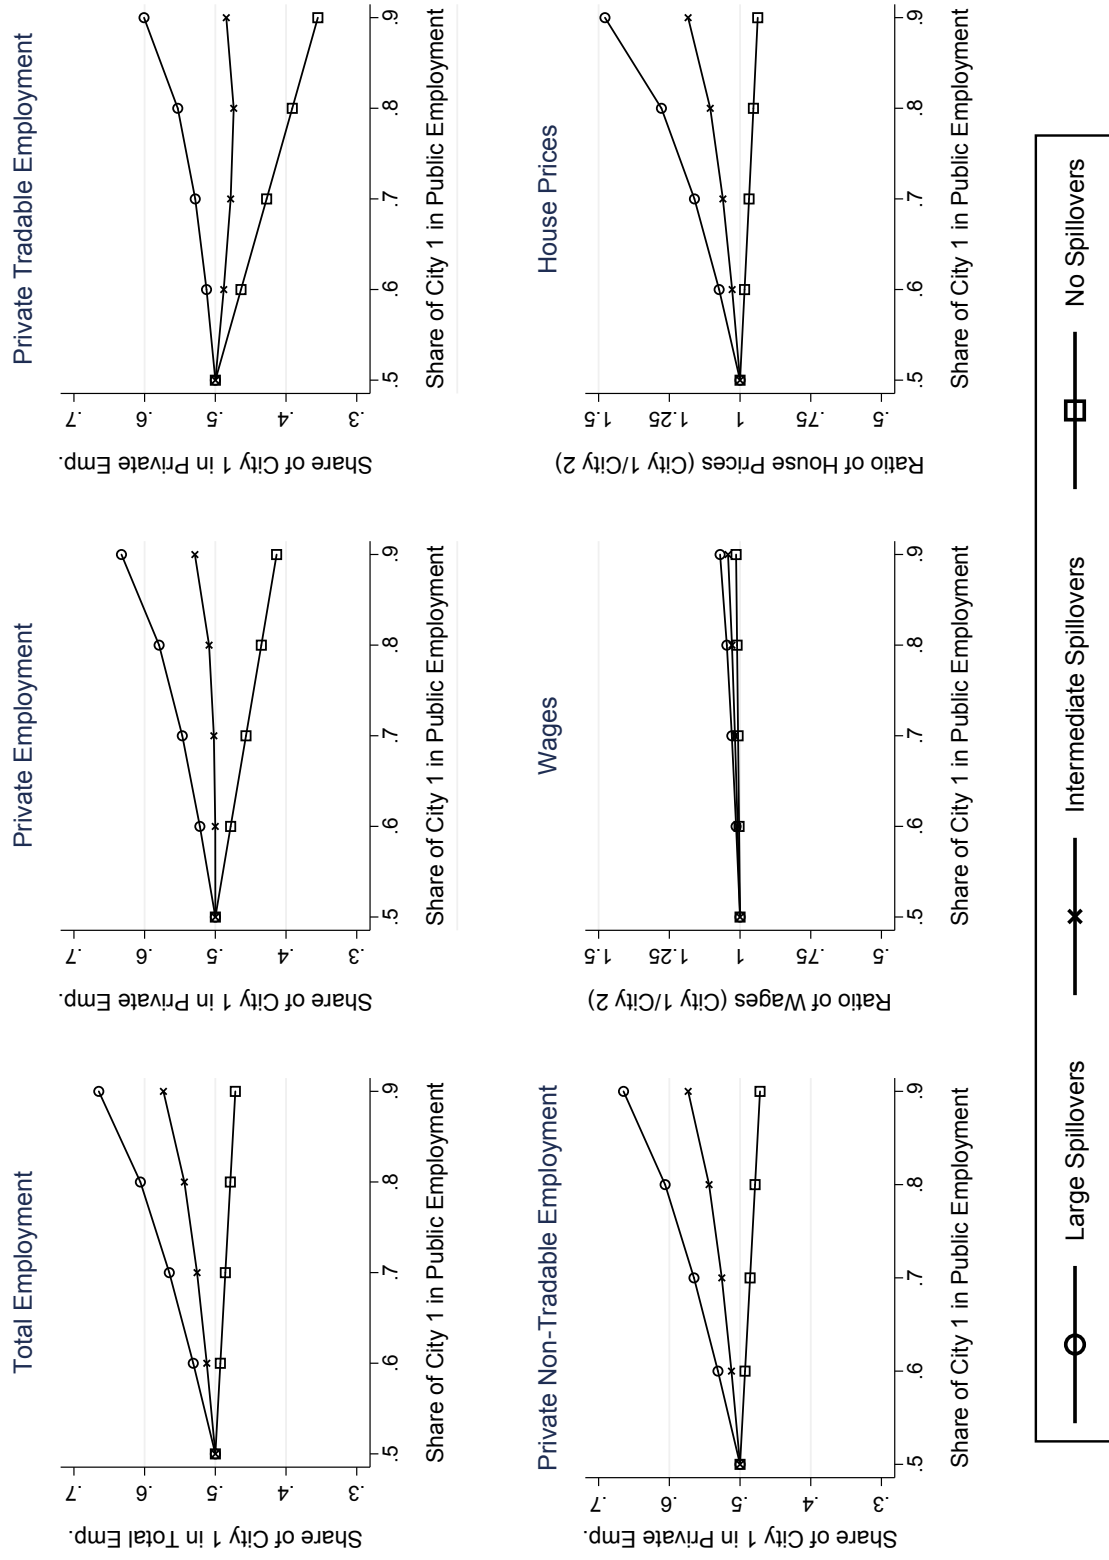 Total Employment
Share of City 1 in Total Emp.
.7
.6
.5
.4
.3
.5 .6 .7 .8 .9
Share of City 1 in Public Employment
Private Employment
Share of City 1 in Private Emp.
.7
.6
.5
.4
.3
.5 .6 .7 .8 .9
Share of City 1 in Public Employment
Private Tradable Employment
Share of City 1 in Private Emp.
.7
.6
.5
.4
.3
.5 .6 .7 .8 .9
Share of City 1 in Public Employment
Private Non-Tradable Employment
Share of City 1 in Private Emp.
.7
.6
.5
.4
.3
.5 .6 .7 .8 .9
Share of City 1 in Public Employment
Wages
Ratio of Wages (City 1/City 2)
1.5
1.25
1
.75
.5
.5 .6 .7 .8 .9
Share of City 1 in Public Employment
House Prices
Ratio of House Prices (City 1/City 2)
1.5
1.25
1
.75
.5
.5 .6 .7 .8 .9
Share of City 1 in Public Employment
Large Spillovers Intermediate Spillovers No Spillovers